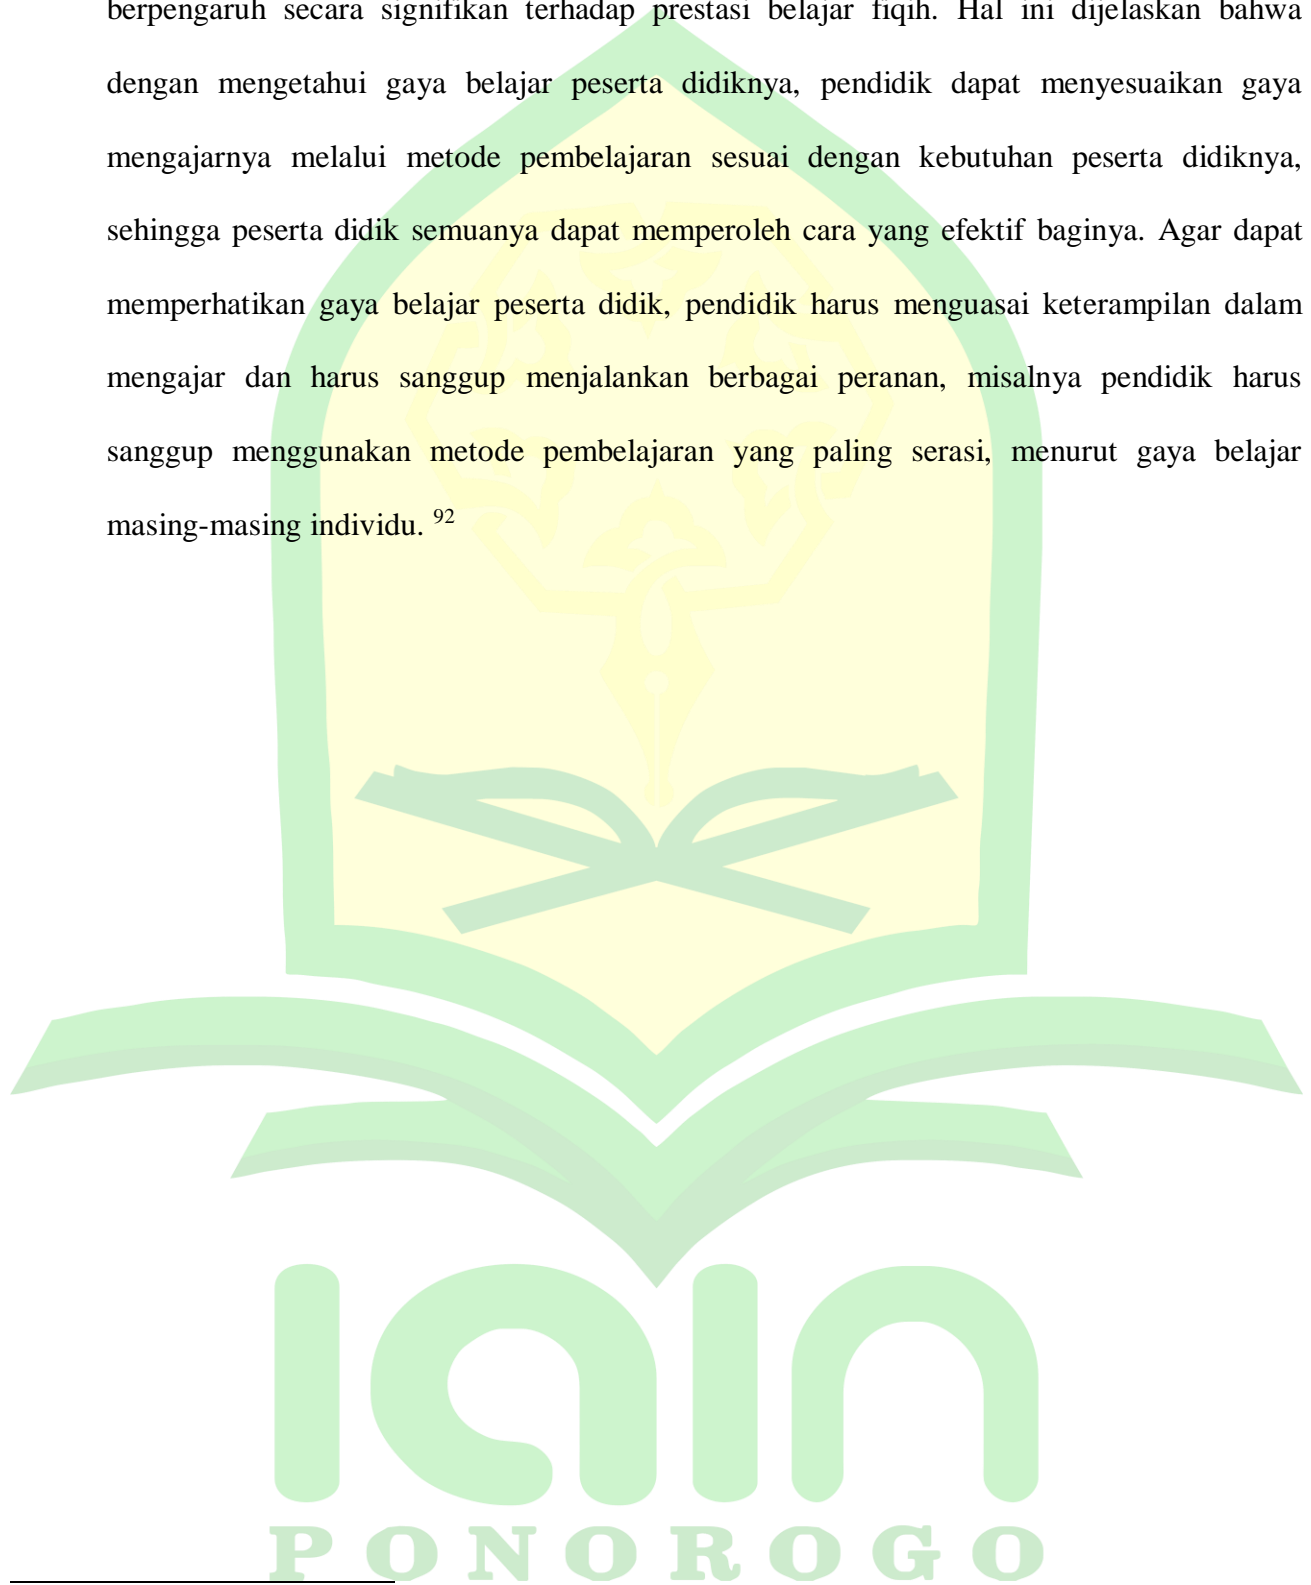 berpengaruh secara signifikan terhadap prestasi belajar fiqih. Hal ini dijelaskan bahwa
dengan mengetahui gaya belajar peserta didiknya, pendidik dapat menyesuaikan gaya
mengajarnya melalui metode pembelajaran sesuai dengan kebutuhan peserta didiknya,
sehingga peserta didik semuanya dapat memperoleh cara yang efektif baginya. Agar dapat
memperhatikan gaya belajar peserta didik, pendidik harus menguasai keterampilan dalam
mengajar dan harus sanggup menjalankan berbagai peranan, misalnya pendidik harus
sanggup menggunakan metode pembelajaran yang paling serasi, menurut gaya belajar
masing-masing individu. 92
iain
PONOROGO